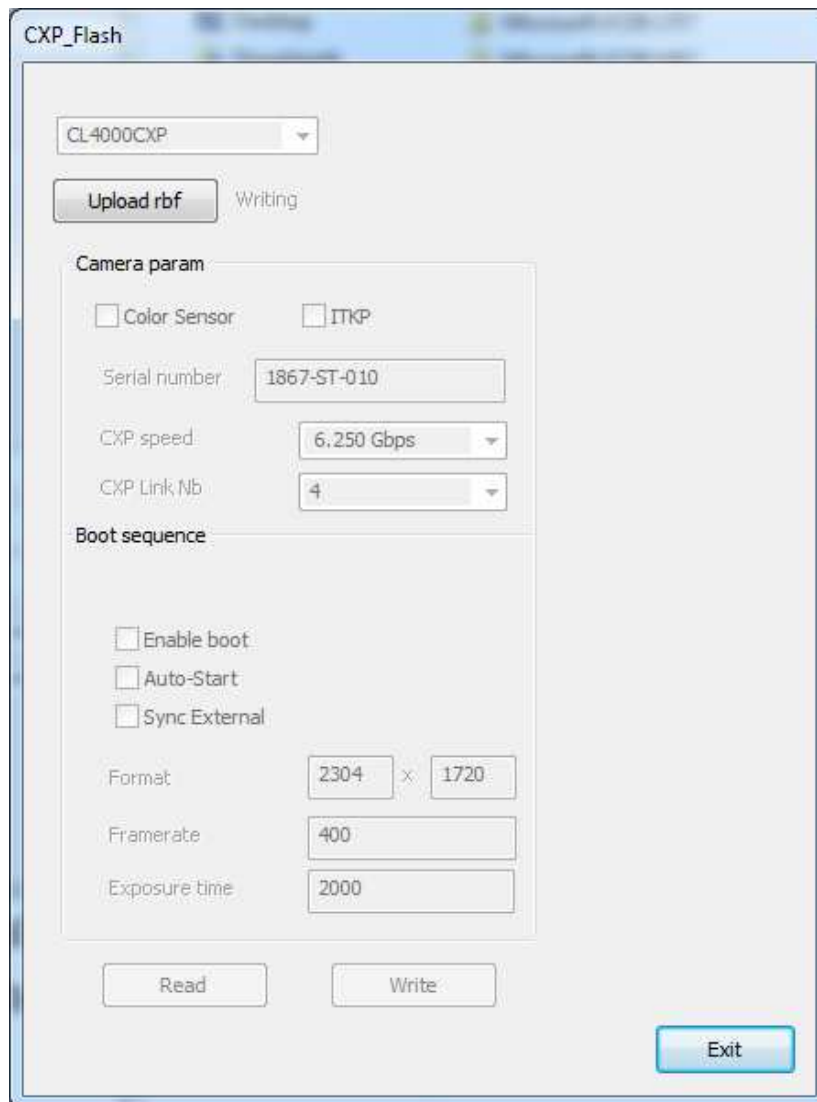 CXP_Flash
CL4000CXP
Upload rbf Writing
Camera param
Color Sensor ITKP
Serial number 1867-ST-010
CXP speed 6.250 Gbps
CXP Link Nb 4
Boot sequence
Enable boot
Auto-Start
Sync External
Format 2304 x 1720
Framerate 400
Exposure time 2000
Read Write
Exit